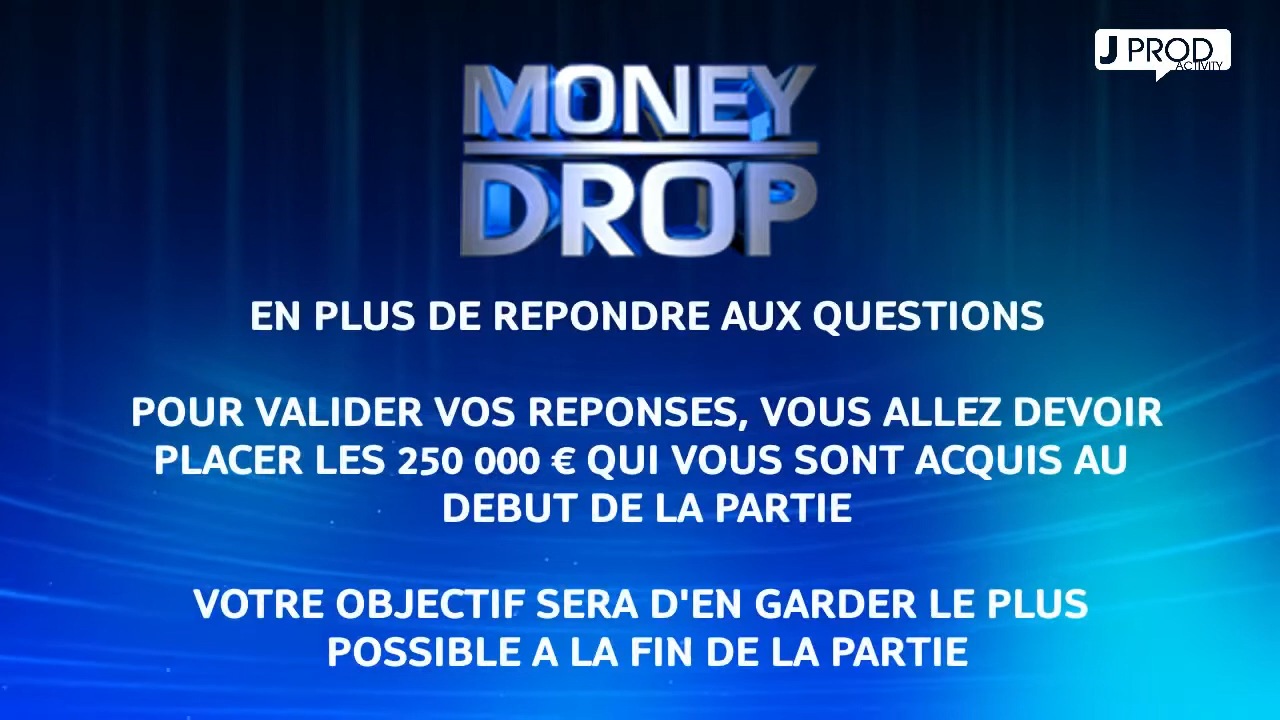 J PROD
ACTIVITY
MONEY
DROP
EN PLUS DE REPONDRE AUX QUESTIONS
POUR VALIDER VOS REPONSES, VOUS ALLEZ DEVOIR
PLACER LES 250 000 € QUI VOUS SONT ACQUIS AU
DEBUT DE LA PARTIE
VOTRE OBJECTIF SERA D'EN GARDER LE PLUS
POSSIBLE A LA FIN DE LA PARTIE